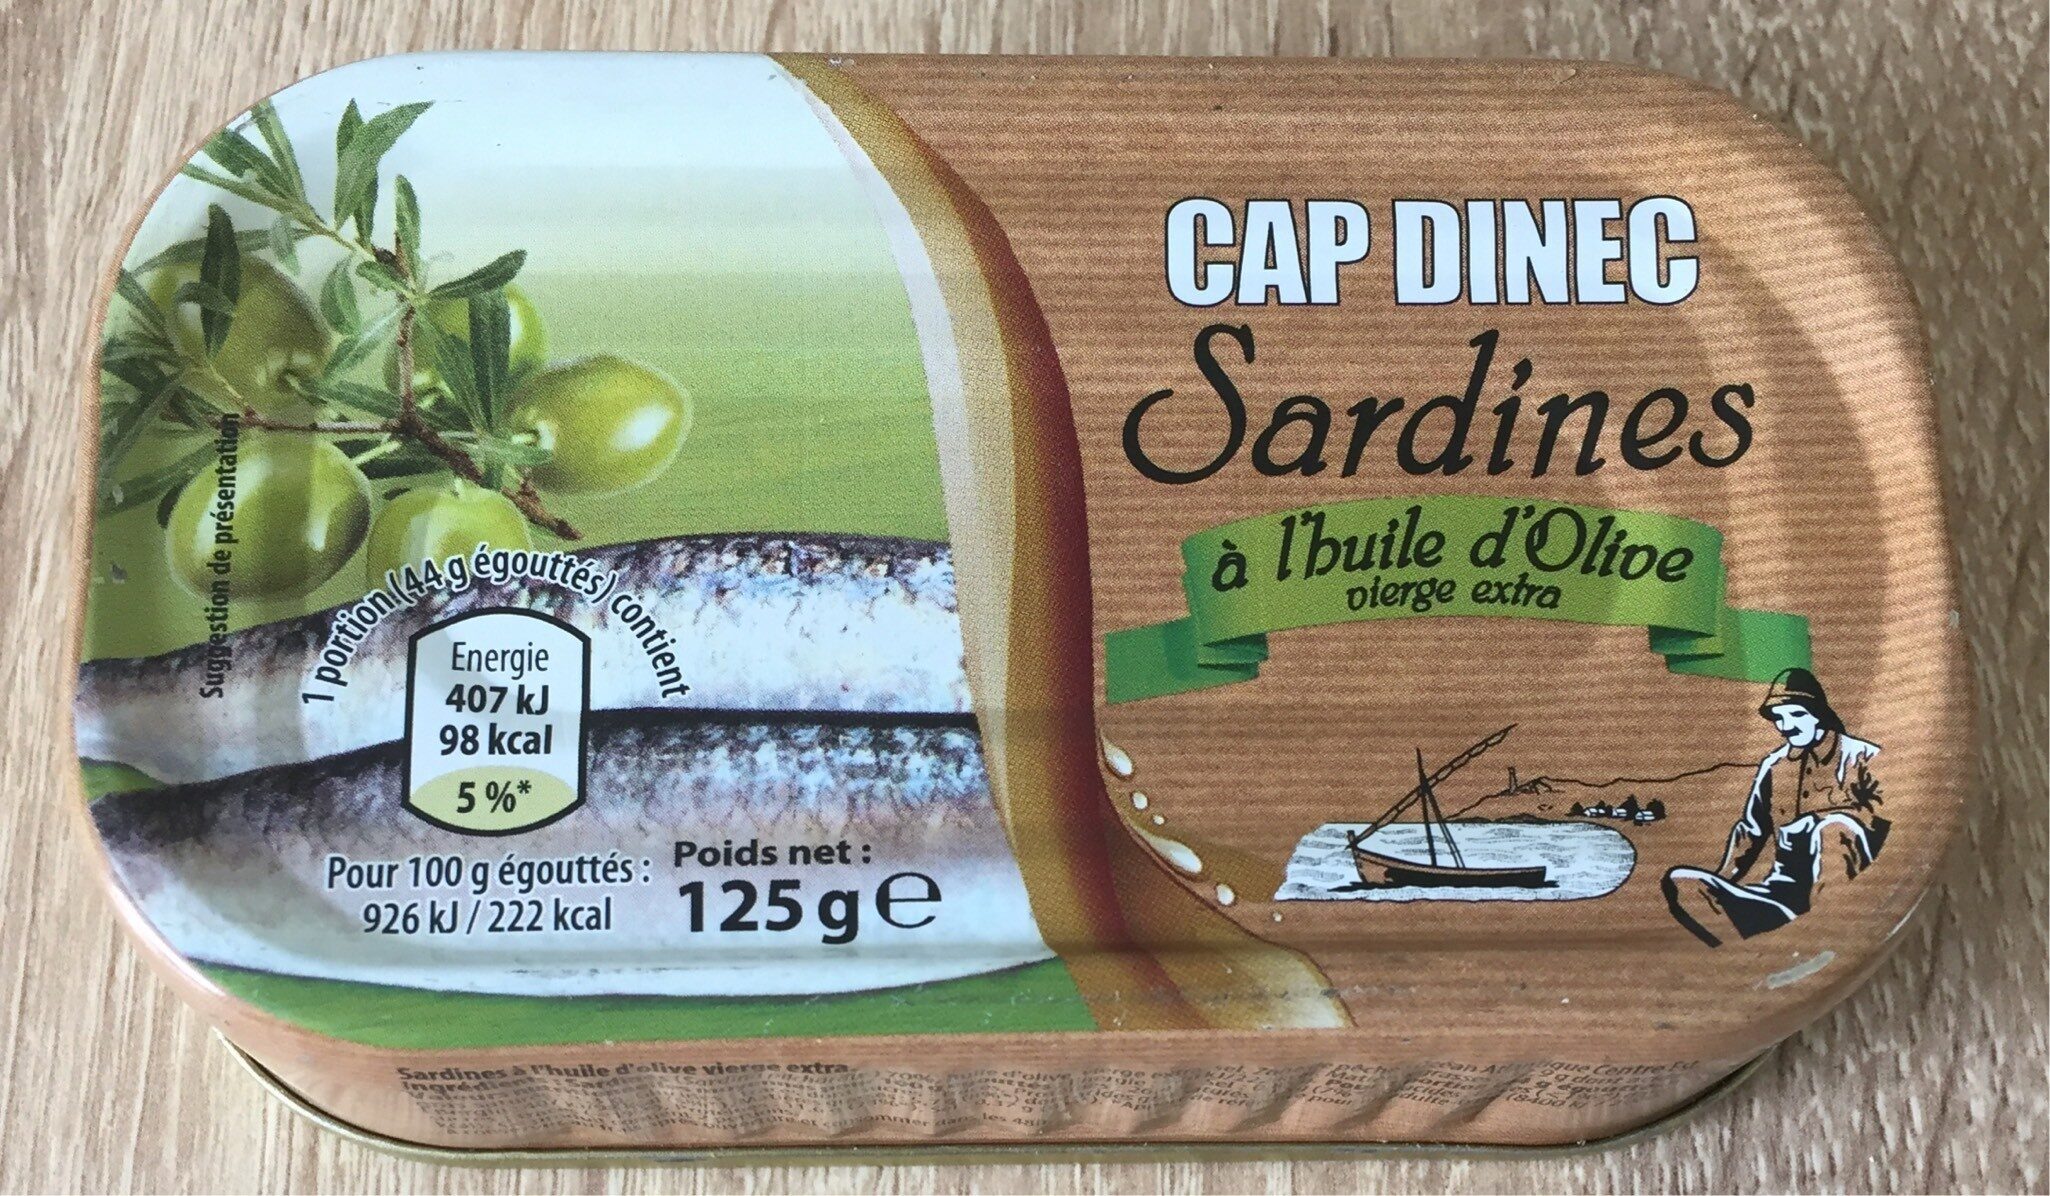 CAP DINEC
Sardines
à l'huile d'Olive
vierge extra
Suggestion de présentation
1 portion (44 g égouttés) contient
Energie
407 kJ
98 kcal
5 %*
Pour 100 g égouttés :
926 kJ / 222 kcal
Poids net :
125 g e
Sardines à l'huile d'olive vierge extra